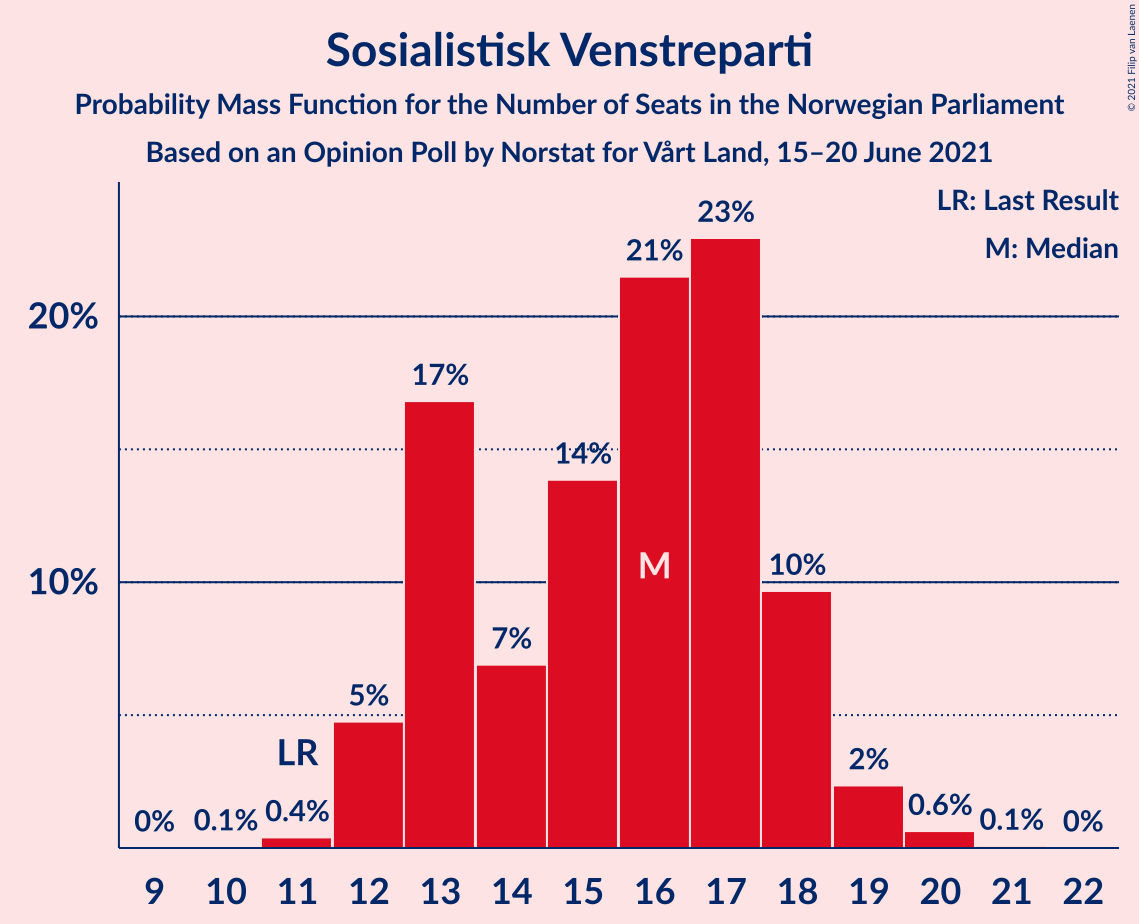 © 2021 Filip van Laenen
Sosialistisk Venstreparti
Probability Mass Function for the Number of Seats in the Norwegian Parliament
Based on an Opinion Poll by Norstat for Vårt Land, 15–20 June 2021
LR: Last Result
M: Median
20%
10%
0%
0.1%
0.4%
LR
5%
17%
7%
14%
21%
M
23%
10%
2%
0.6%
0.1%
0%
9 10 11 12 13 14 15 16 17 18 19 20 21 22